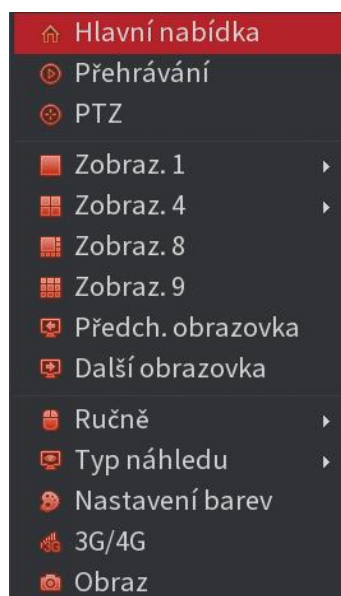 Hlavní nabídka
Přehrávání
PTZ
Zobraz. 1
Zobraz. 4
Zobraz. 8
Zobraz. 9
Předch. obrazovka
Další obrazovka
Ručně
Typ náhledu
Nastavení barev
3G 3G/4G
Obraz